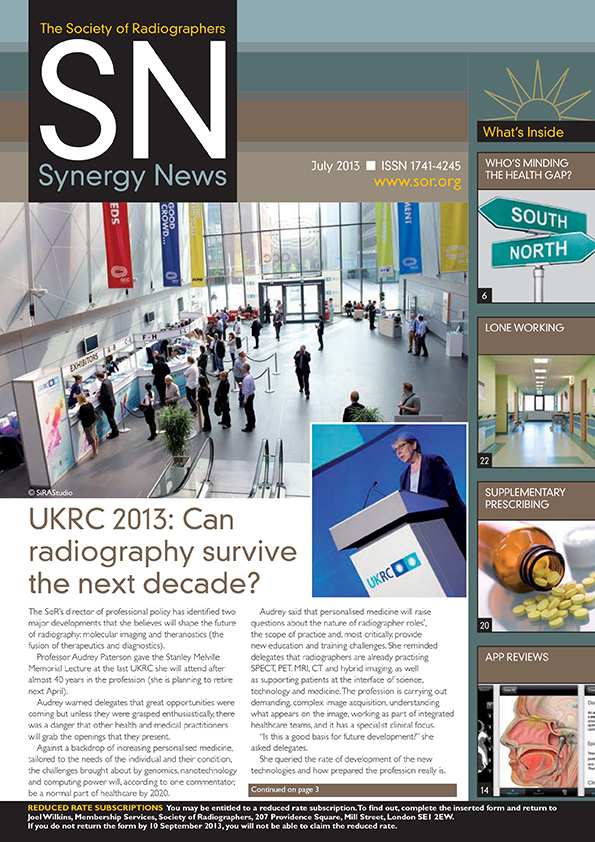 The Society of Radiographers
SN
Synergy News
July 2013 ■ ISSN 1741-4245
www.sor.org
What's Inside
WHO'S MINDING
THE HEALTH GAP?
SOUTH
NORTH
6
LONE WORKING
22
SUPPLEMENTARY
PRESCRIBING
20
APP REVIEWS
14
GOOD
CROWD...
EXHIBITORS A-H
UKRC
© SiRAStudio
UKRC
UKRC 2013: Can
radiography survive
the next decade?
The SoR's director of professional policy has identified two
major developments that she believes will shape the future
of radiography: molecular imaging and theranostics (the
fusion of therapeutics and diagnostics).
Professor Audrey Paterson gave the Stanley Melville
Memorial Lecture at the last UKRC she will attend after
almost 40 years in the profession (she is planning to retire
next April).
Audrey warned delegates that great opportunities were
coming but unless they were grasped enthusiastically, there
was a danger that other health and medical practitioners
will grab the openings that they present.
Against a backdrop of increasing personalised medicine,
tailored to the needs of the individual and their condition,
the challenges brought about by genomics, nanotechnology
and computing power will, according to one commentator,
be a normal part of healthcare by 2020.
Audrey said that personalised medicine will raise
questions about the nature of radiographer roles',
the scope of practice and, most critically, provide
new education and training challenges. She reminded
delegates that radiographers are already practising
SPECT, PET, MRI, CT and hybrid imaging, as well
as supporting patients at the interface of science,
technology and medicine. The profession is carrying out
demanding, complex image acquisition, understanding
what appears on the image, working as part of integrated
healthcare teams, and it has a specialist clinical focus.
"Is this a good basis for future development?" she
asked delegates.
She queried the rate of development of the new
technologies and how prepared the profession really is.
Continued on page 3
REDUCED RATE SUBSCRIPTIONS You may be entitled to a reduced rate subscription. To find out, complete the inserted form and return to
Joel Wilkins, Membership Services, Society of Radiographers, 207 Providence Square, Mill Street, London SE1 2EW.
If you do not return the form by 10 September 2013, you will not be able to claim the reduced rate.